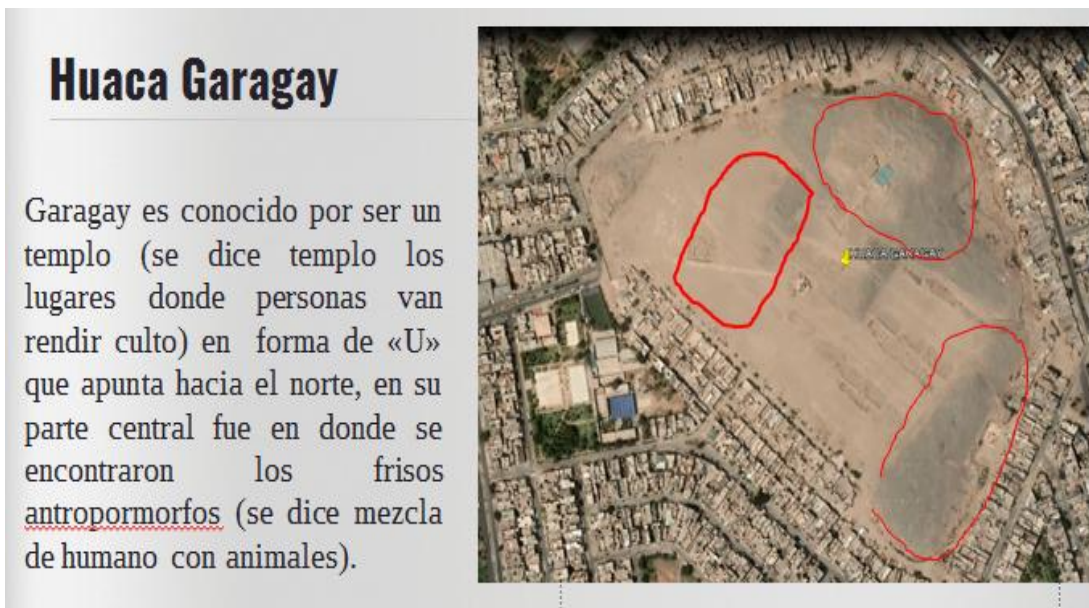 Huaca Garagay
Garagay es conocido por ser un
templo (se dice templo los
lugares donde personas van
rendir culto) en forma de «U»
que apunta hacia el norte, en su
parte central fue en donde se
encontraron los frisos
antropormorfos (se dice mezcla
de humano con animales).
HUACA GARAGAY